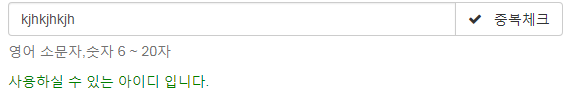 kjhkjhkjh 중복체크
영어 소문자,숫자 6 ~ 20자
사용하실 수 있는 아이디 입니다.